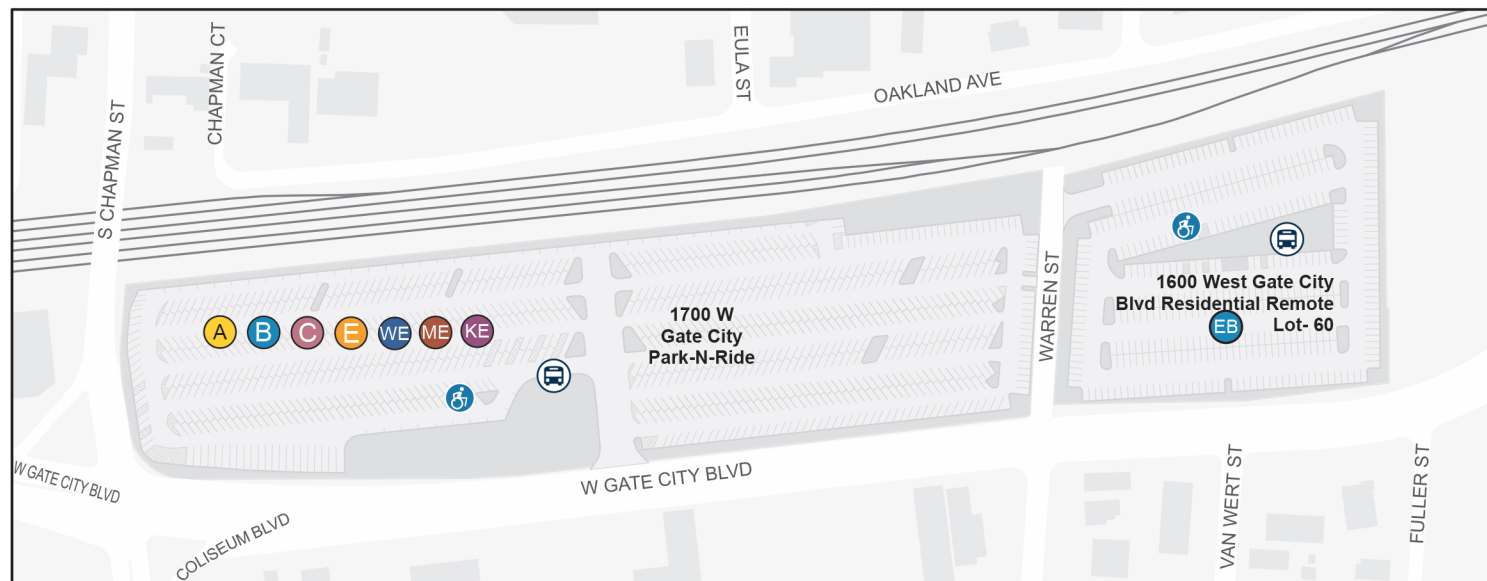 CHAPMAN CT
EULA ST
OAKLAND AVE
S CHAPMAN ST
WARREN ST
1600 West Gate City
Blvd Residential Remote
Lot- 60
EB
1700 W
Gate City
Park-N-Ride
A B C E WE ME KE
W GATE CITY BLVD
W GATE CITY BLVD
COLISEUM BLVD
VAN WERT ST
FULLER ST